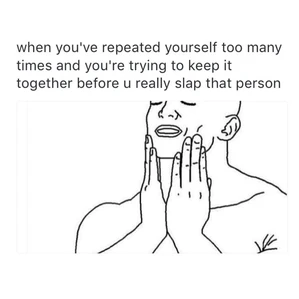 when you've repeated yourself too many
times and you're trying to keep it
together before u really slap that person